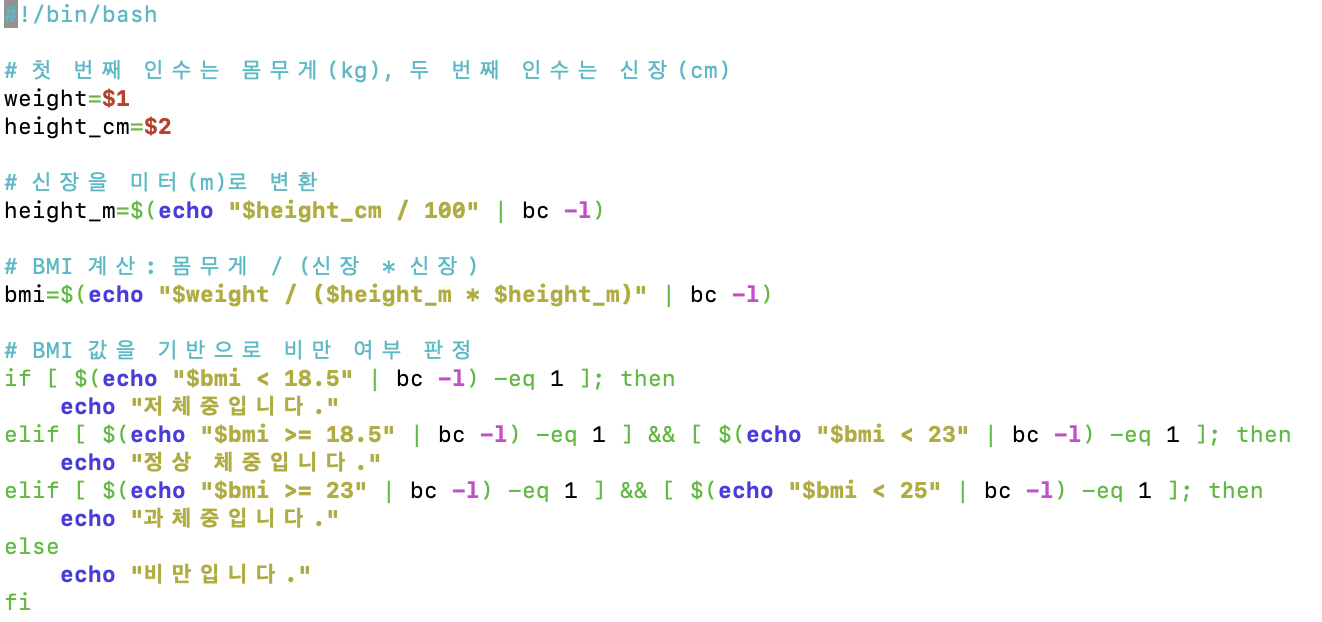 #!/bin/bash
# 첫 번째 인수는 몸무게(kg), 두 번째 인수는 신장(cm)
weight=$1
height_cm=$2
# 신장을 미터(m)로 변환
height_m=$(echo "$height_cm / 100" | bc -l)
# BMI 계산: 몸무게 / (신장 * 신장)
bmi=$(echo "$weight / ($height_m * $height_m)" | bc -l)
# BMI 값을 기반으로 비만 여부 판정
if [ $(echo "$bmi < 18.5" | bc -l) -eq 1 ]; then
    echo "저체중입니다."
elif [ $(echo "$bmi >= 18.5" | bc -l) -eq 1 ] && [ $(echo "$bmi < 23" | bc -l) -eq 1 ]; then
    echo "정상 체중입니다."
elif [ $(echo "$bmi >= 23" | bc -l) -eq 1 ] && [ $(echo "$bmi < 25" | bc -l) -eq 1 ]; then
    echo "과체중입니다."
else
    echo "비만입니다."
fi